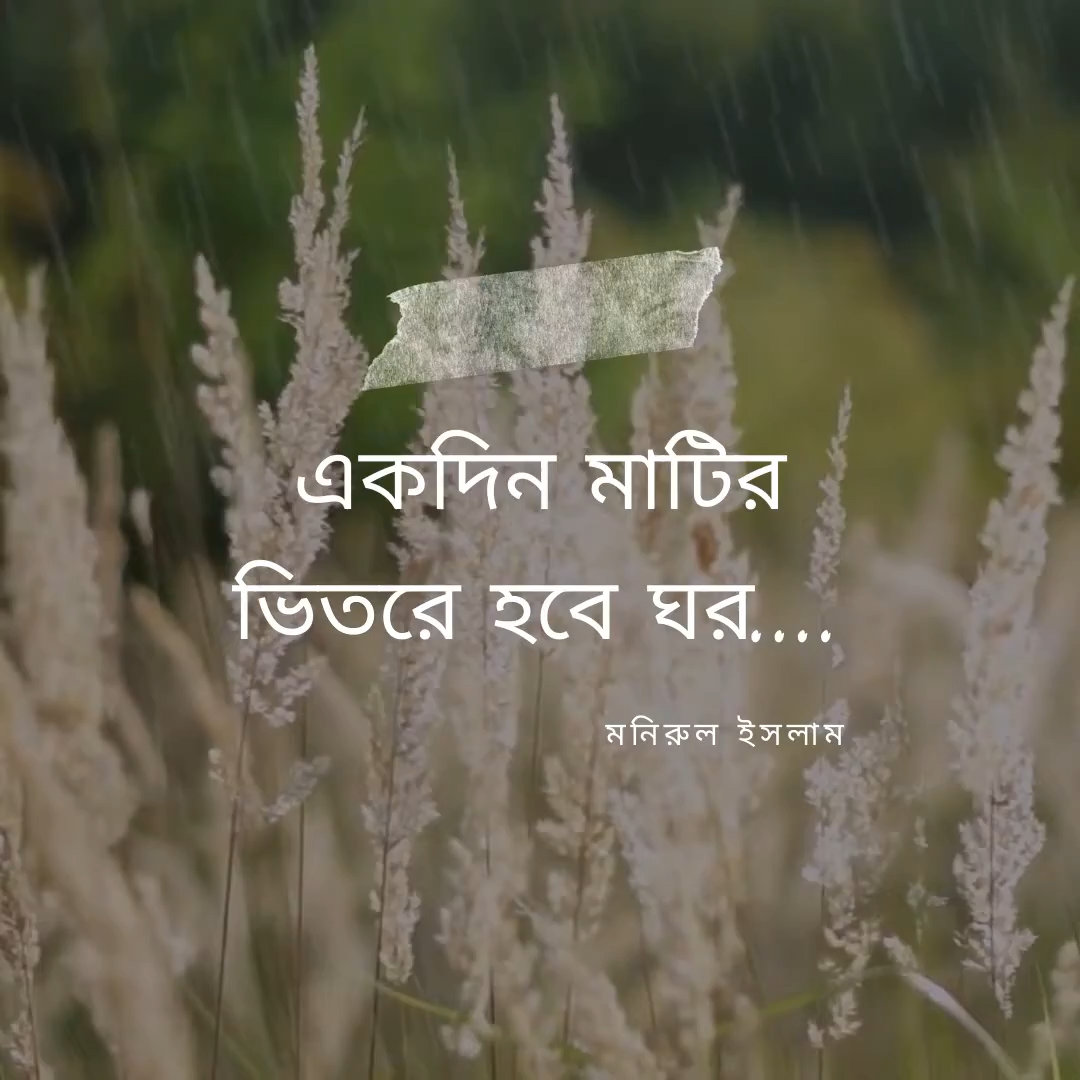 একদিন মাটির
ভিতরে হবে ঘর....
মনিরুল ইসলাম